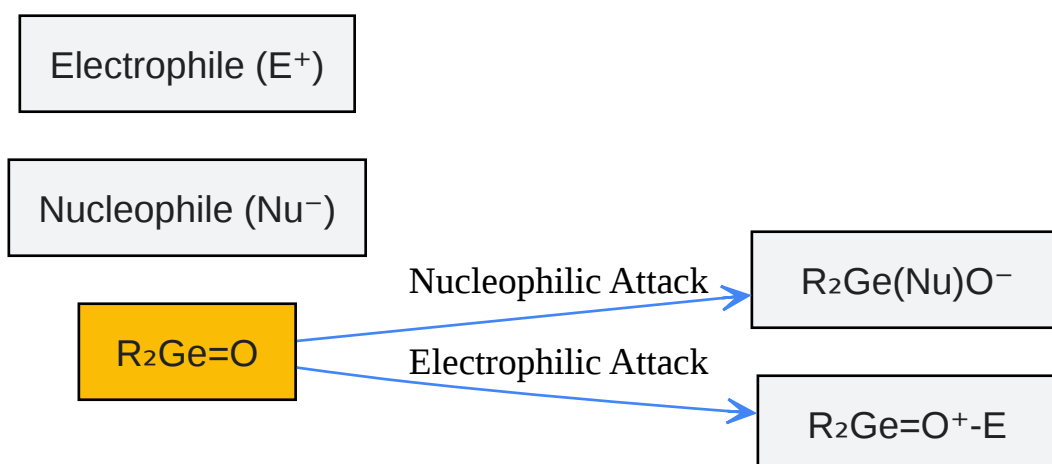 Electrophile (E⁺)
Nucleophile (Nu⁻)
Nucleophilic Attack
R₂Ge(Nu)O⁻
R₂Ge=O
Electrophilic Attack
R₂Ge=O⁺-E